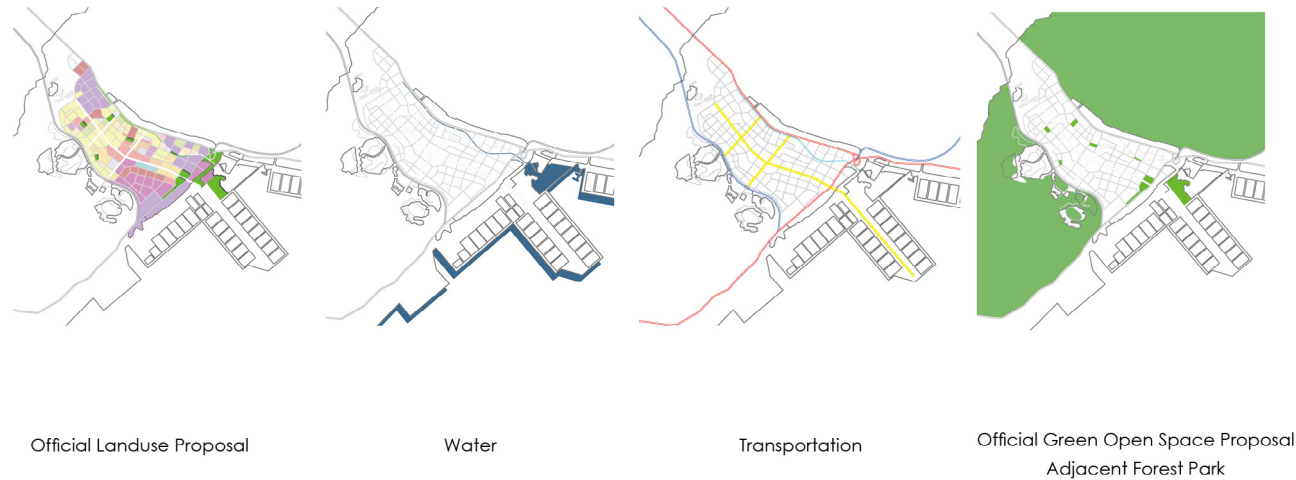 Official Landuse Proposal
Water
Transportation
Official Green Open Space Proposal
Adjacent Forest Park